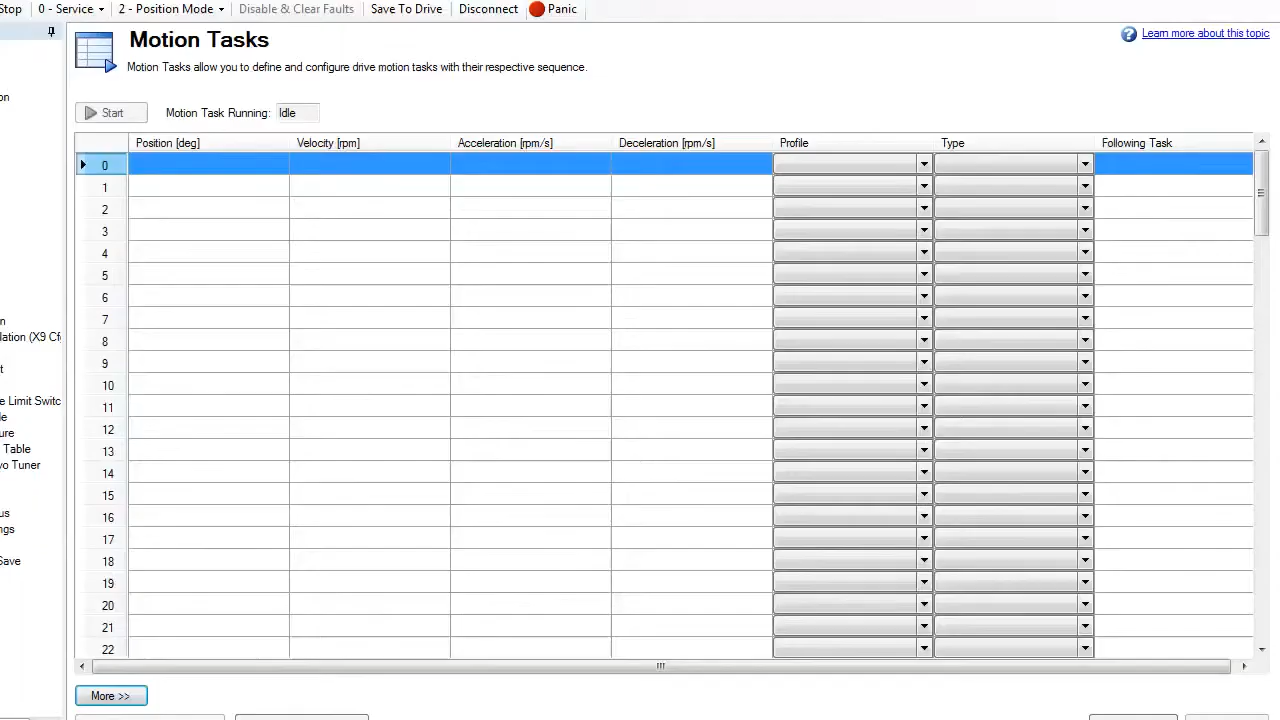 Stop 0 - Service 2 - Position Mode Disable & Clear Faults Save To Drive Disconnect Panic
Motion Tasks
Learn more about this topic
Motion Tasks allow you to define and configure drive motion tasks with their respective sequence.
Start Motion Task Running: Idle
Position [deg] Velocity [rpm] Acceleration [rpm/s] Deceleration [rpm/s] Profile Type Following Task
0
1
2
3
4
5
6
7
8
9
10
11
12
13
14
15
16
17
18
19
20
21
22
More >>
on
n
lation (X9 Cf
t
e Limit Switc
le
ure
Table
vo Tuner
us
ngs
Save